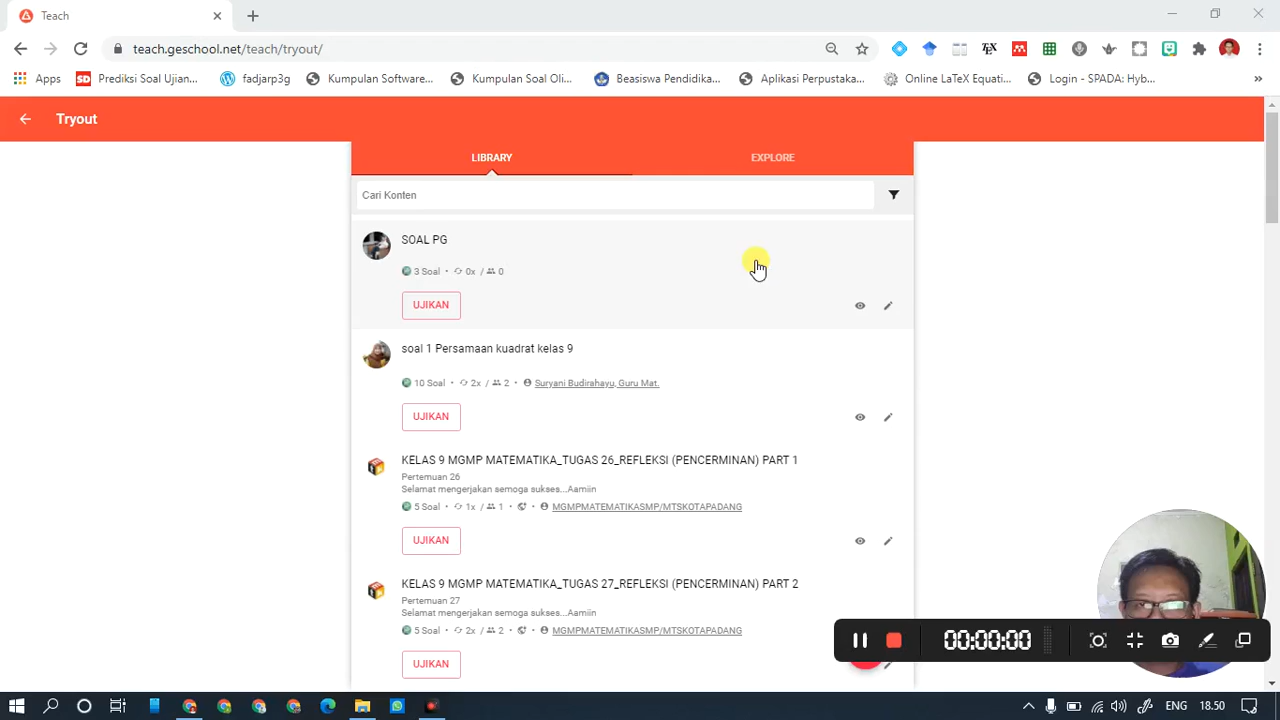 Teach
teach.geschool.net/teach/tryout/
Apps
Prediksi Soal Ujian...
fadjarp3g
Kumpulan Software...
Kumpulan Soal Oli...
Beasiswa Pendidika...
Aplikasi Perpustaka...
Online LaTeX Equati...
Login - SPADA: Hyb...
»
Tryout
LIBRARY
EXPLORE
Cari Konten
SOAL PG
3 Soal • 0x / 0
UJIKAN
soal 1 Persamaan kuadrat kelas 9
10 Soal • 2x / 2 • Suryani Budirahayu, Guru Mat.
UJIKAN
KELAS 9 MGMP MATEMATIKA_TUGAS 26_REFLEKSI (PENCERMINAN) PART 1
Pertemuan 26
Selamat mengerjakan semoga sukses...Aamiin
5 Soal • 1x / 1 • • MGMPMATEMATIKASMP/MTSKOTAPADANG
UJIKAN
KELAS 9 MGMP MATEMATIKA_TUGAS 27_REFLEKSI (PENCERMINAN) PART 2
Pertemuan 27
Selamat mengerjakan semoga sukses...Aamiin
5 Soal • 2x / 2 • • MGMPMATEMATIKASMP/MTSKOTAPADANG
UJIKAN
00:00:00
18.50